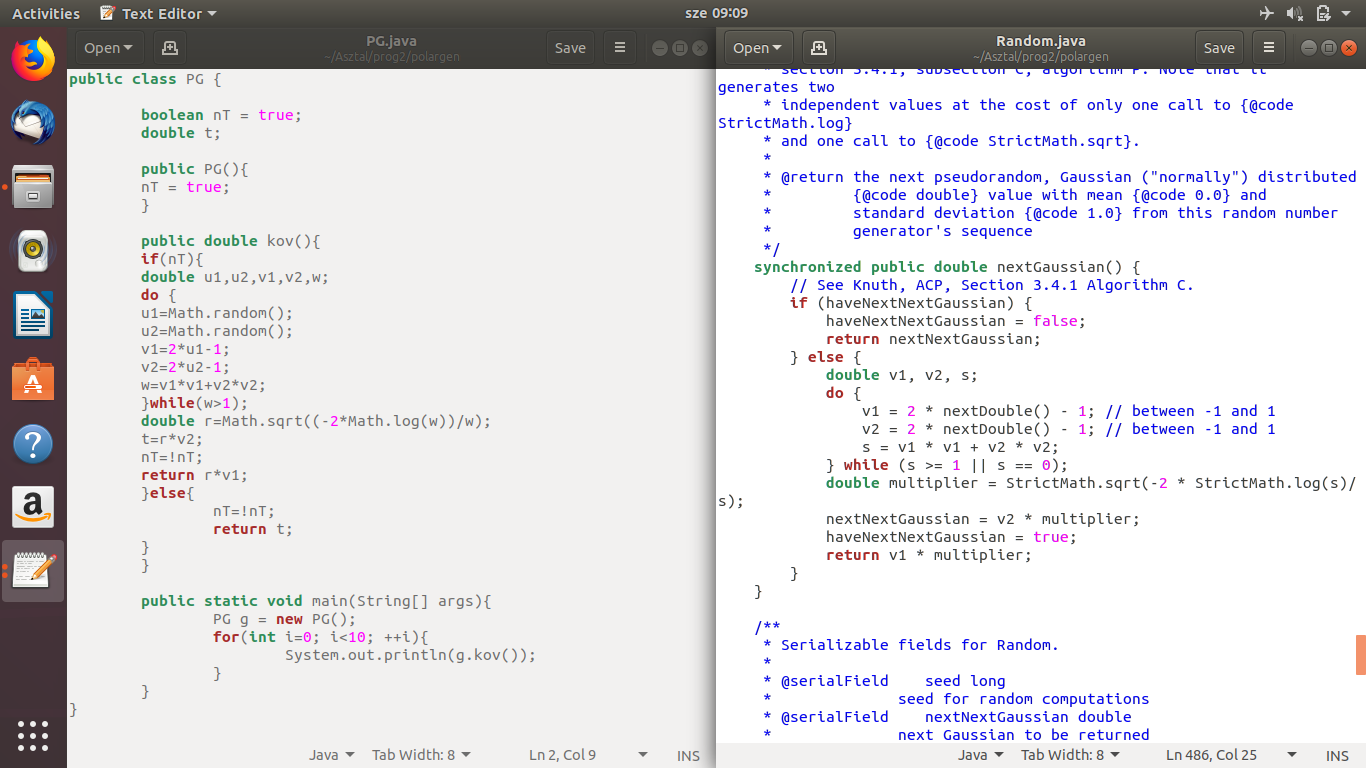 Activities Text Editor sze 09:09
Open PG.java Save
~/Asztal/prog2/polargen
public class PG {
boolean nT = true;
double t;
public PG(){
nT = true;
}
public double kov(){
if(nT){
double u1,u2,v1,v2,w;
do {
u1=Math.random();
u2=Math.random();
v1=2*u1-1;
v2=2*u2-1;
w=v1*v1+v2*v2;
}while(w>1);
double r=Math.sqrt((-2*Math.log(w))/w);
t=r*v2;
nT=!nT;
return r*v1;
}else{
nT=!nT;
return t;
}
}
public static void main(String[] args){
PG g = new PG();
for(int i=0; i<10; ++i){
System.out.println(g.kov());
}
}
}
Java Tab Width: 8 Ln 2, Col 9 INS
Open Random.java Save
~/Asztal/prog2/polargen
* section 3.4.1, subsection C, algorithm P. Note that it
generates two
* independent values at the cost of only one call to {@code
StrictMath.log}
* and one call to {@code StrictMath.sqrt}.
*
* @return the next pseudorandom, Gaussian ("normally") distributed
* {@code double} value with mean {@code 0.0} and
* standard deviation {@code 1.0} from this random number
* generator's sequence
*/
synchronized public double nextGaussian() {
// See Knuth, ACP, Section 3.4.1 Algorithm C.
if (haveNextNextGaussian) {
haveNextNextGaussian = false;
return nextNextGaussian;
} else {
double v1, v2, s;
do {
v1 = 2 * nextDouble() - 1; // between -1 and 1
v2 = 2 * nextDouble() - 1; // between -1 and 1
s = v1 * v1 + v2 * v2;
} while (s >= 1 || s == 0);
double multiplier = StrictMath.sqrt(-2 * StrictMath.log(s)/
s);
nextNextGaussian = v2 * multiplier;
haveNextNextGaussian = true;
return v1 * multiplier;
}
}
/**
* Serializable fields for Random.
*
* @serialField seed long
* seed for random computations
* @serialField nextNextGaussian double
* next Gaussian to be returned
Java Tab Width: 8 Ln 486, Col 25 INS